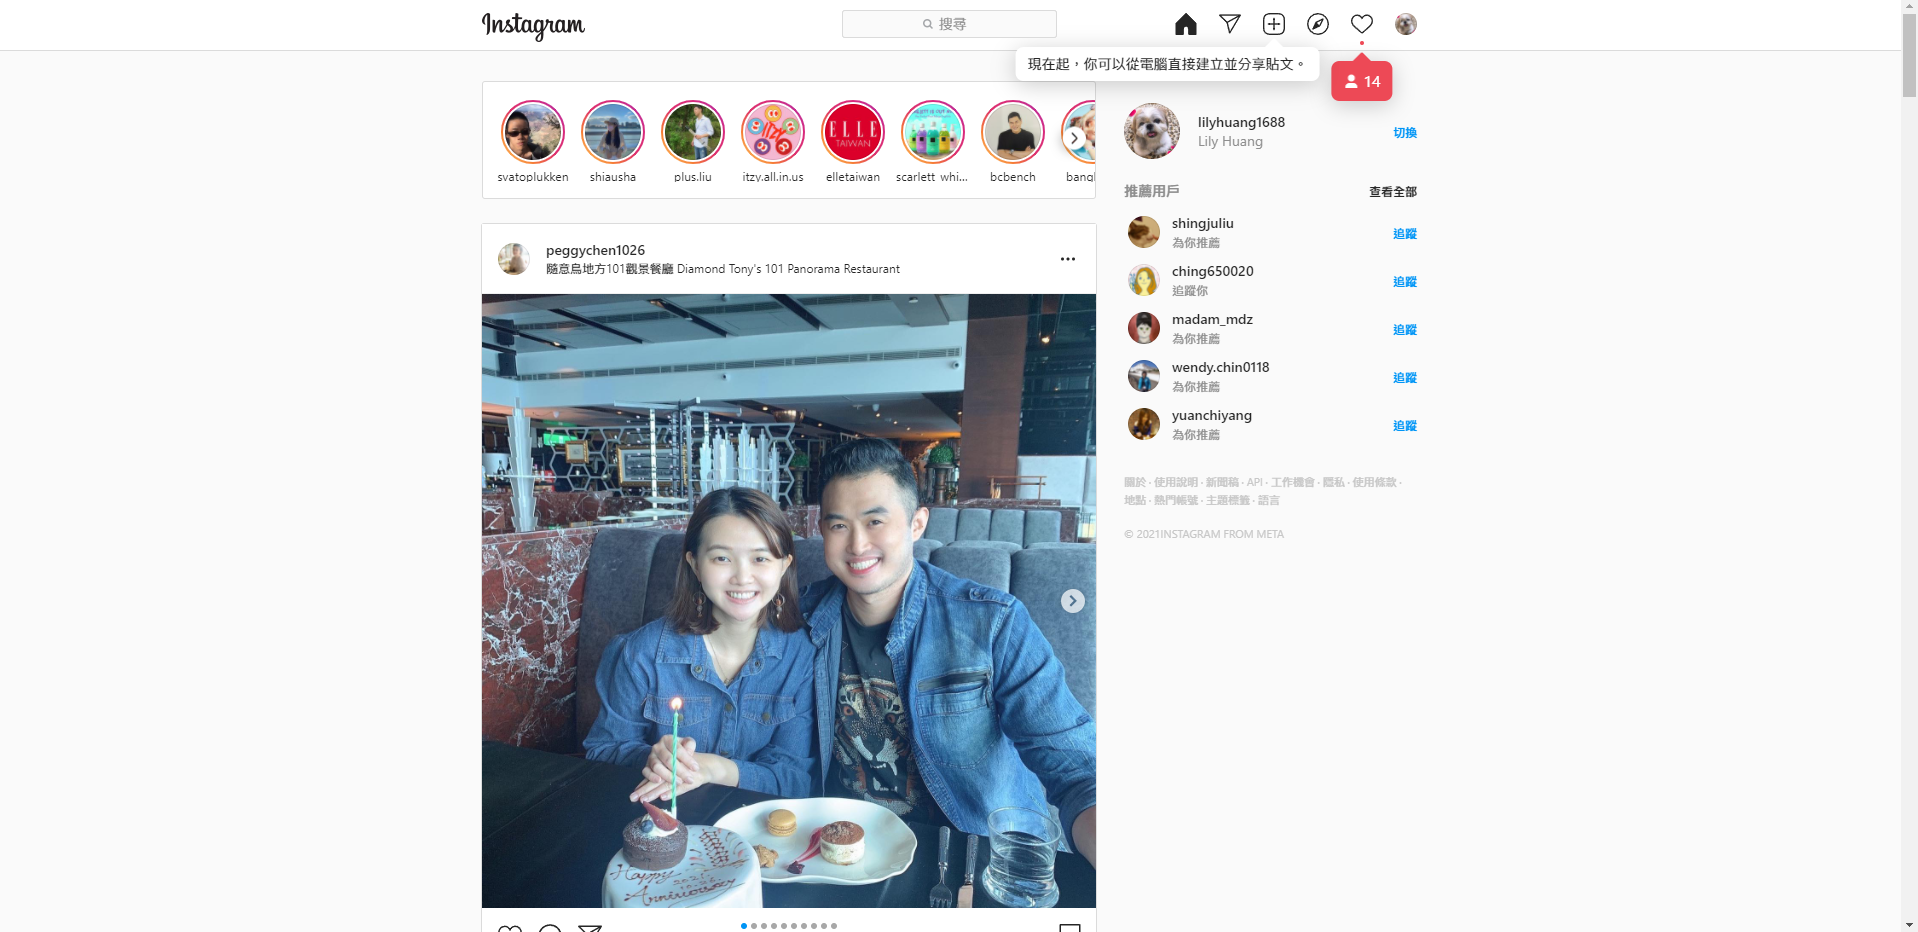 Instagram
搜尋
現在起，你可以從電腦直接建立並分享貼文。
14
svatoplukken
shiausha
plus.liu
itzy.all.in.us
elletaiwan
scarlett_whi...
bcbench
bangl
ELLE
TAIWAN
lilyhuang1688
Lily Huang
切換
推薦用戶
查看全部
shingjuliu
為你推薦
追蹤
ching650020
追蹤你
追蹤
madam_mdz
為你推薦
追蹤
wendy.chin0118
為你推薦
追蹤
yuanchiyang
為你推薦
追蹤
關於 · 使用說明 · 新聞稿 · API · 工作機會 · 隱私 · 使用條款 ·
地點 · 熱門帳號 · 主題標籤 · 語言
© 2021INSTAGRAM FROM META
peggychen1026
隨意鳥地方101觀景餐廳 Diamond Tony's 101 Panorama Restaurant
Happy
Anniversary